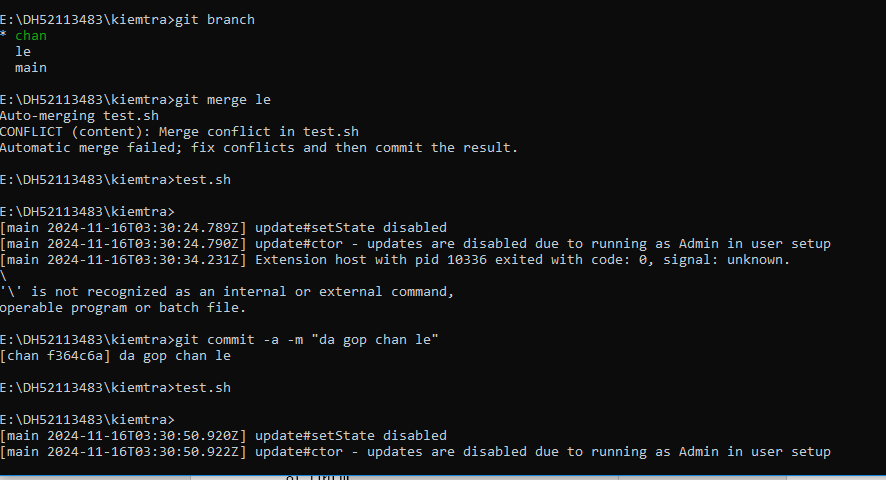 E:\DH52113483\kiemtra>git branch
* chan
  le
  main
E:\DH52113483\kiemtra>git merge le
Auto-merging test.sh
CONFLICT (content): Merge conflict in test.sh
Automatic merge failed; fix conflicts and then commit the result.
E:\DH52113483\kiemtra>test.sh
E:\DH52113483\kiemtra>
[main 2024-11-16T03:30:24.789Z] update#setState disabled
[main 2024-11-16T03:30:24.790Z] update#ctor - updates are disabled due to running as Admin in user setup
[main 2024-11-16T03:30:34.231Z] Extension host with pid 10336 exited with code: 0, signal: unknown.
\
'\' is not recognized as an internal or external command,
operable program or batch file.
E:\DH52113483\kiemtra>git commit -a -m "da gop chan le"
[chan f364c6a] da gop chan le
E:\DH52113483\kiemtra>test.sh
E:\DH52113483\kiemtra>
[main 2024-11-16T03:30:50.920Z] update#setState disabled
[main 2024-11-16T03:30:50.922Z] update#ctor - updates are disabled due to running as Admin in user setup